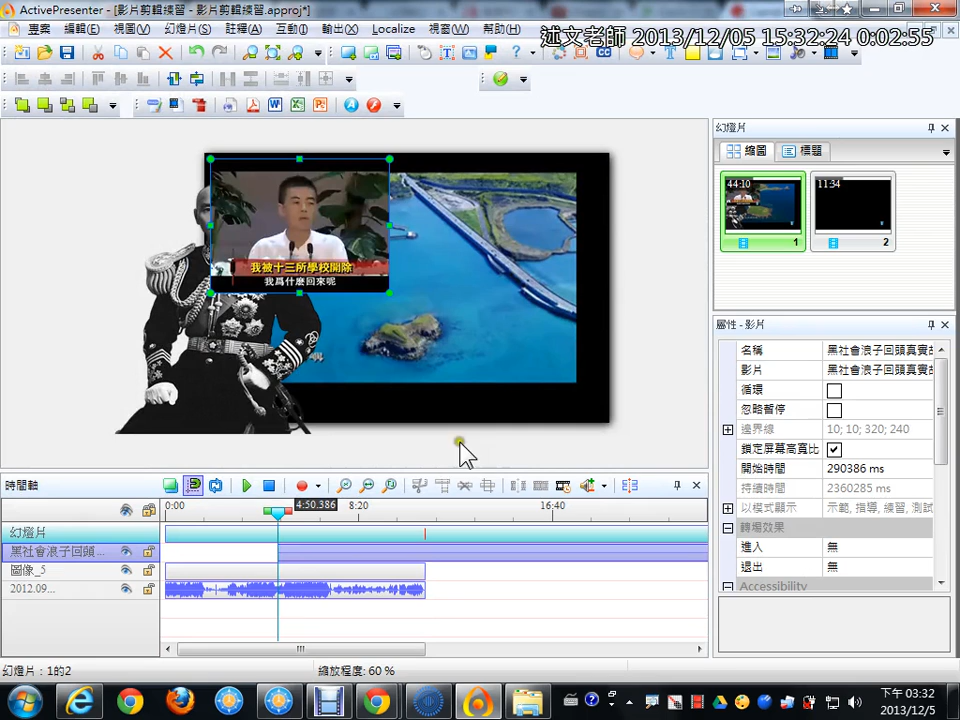 ActivePresenter - [影片剪輯練習 - 影片剪輯練習.approj*]
專案 編輯(E) 視圖(V) 幻燈片(S) 註釋(A) 互動(I) 輸出(X) Localize 視窗(W) 幫助(H)
述文老師 2013/12/05 15:32:24 0:02:55
我被十三所學校開除
我爲什麼回來呢
幻燈片
縮圖 標題
44:10
1
11:34
2
屬性 - 影片
名稱 黑社會浪子回頭真實故
影片 黑社會浪子回頭真實故
循環
忽略暫停
邊界線 10; 10; 320; 240
鎖定屏幕高寬比
開始時間 290386 ms
持續時間 2360285 ms
以模式顯示 示範, 指導, 練習, 測試
轉場效果
進入 無
退出 無
Accessibility
時間軸
0:00 4:50.386 8:20 16:40
幻燈片
黑社會浪子回頭...
圖像_5
2012.09...
幻燈片：1的2
縮放程度: 60 %
下午 03:32
2013/12/5